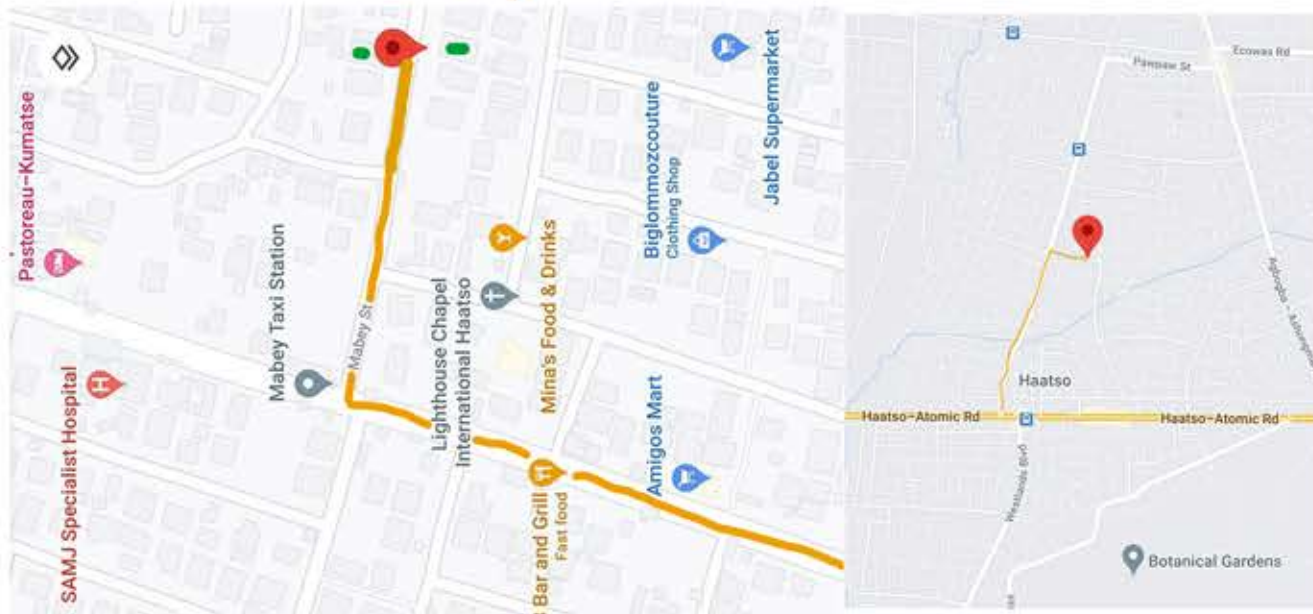 Pastoreau-Kumatse
SAMJ Specialist Hospital
Mabey Taxi Station
Mabey St
Lighthouse Chapel
International Haatso
Mina's Food & Drinks
Bar and Grill
Fast food
Amigos Mart
Biglommozcouture
Clothing Shop
Jabel Supermarket
Pawpaw St
Ecowas Rd
Haatso
Haatso-Atomic Rd
Haatso-Atomic Rd
Westlands Blvd
Botanical Gardens